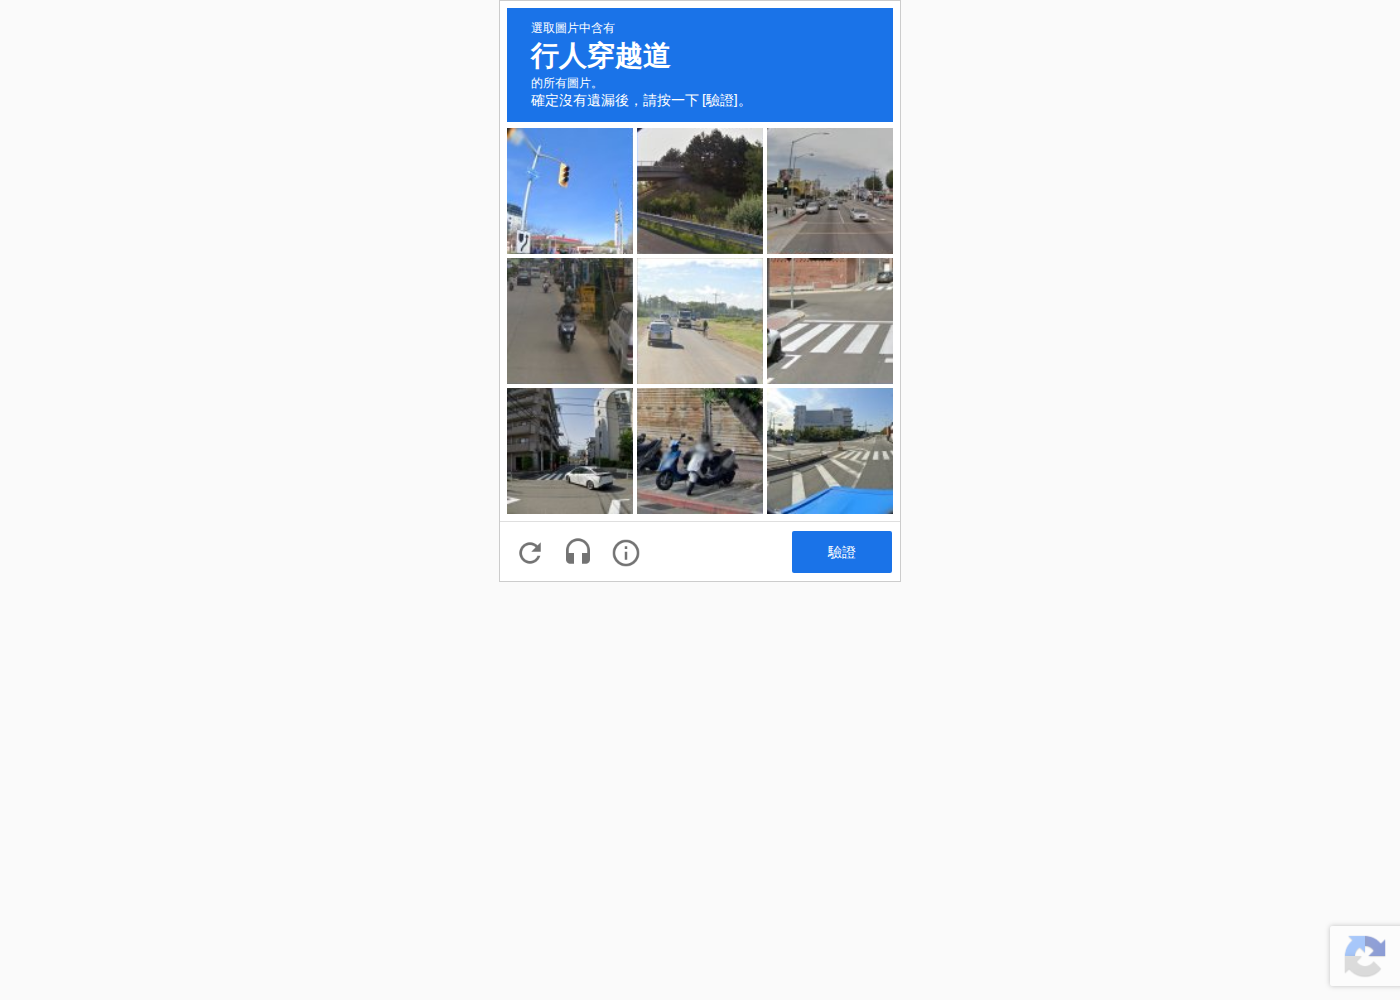 選取圖片中含有
行人穿越道
的所有圖片。
確定沒有遺漏後，請按一下 [驗證]。
驗證